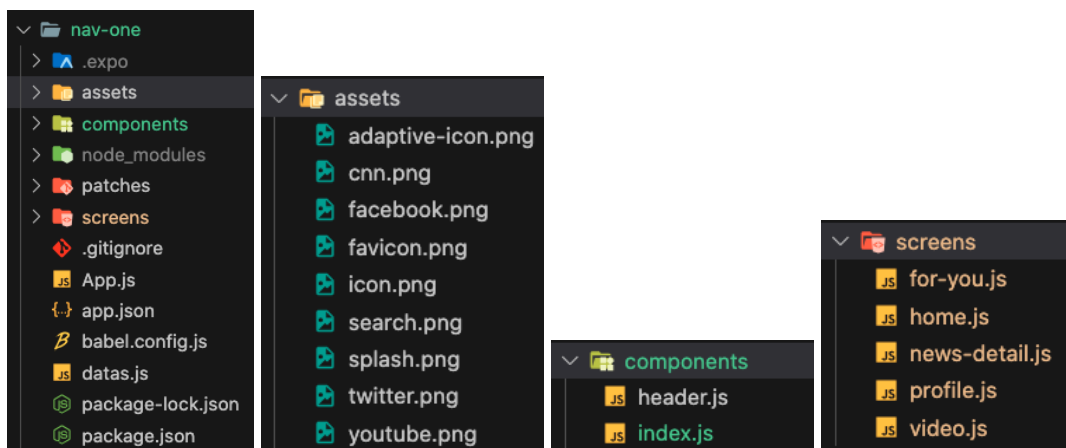 nav-one
.expo
assets
components
node_modules
patches
screens
.gitignore
App.js
app.json
babel.config.js
datas.js
package-lock.json
package.json
assets
adaptive-icon.png
cnn.png
facebook.png
favicon.png
icon.png
search.png
splash.png
twitter.png
youtube.png
components
header.js
index.js
screens
for-you.js
home.js
news-detail.js
profile.js
video.js